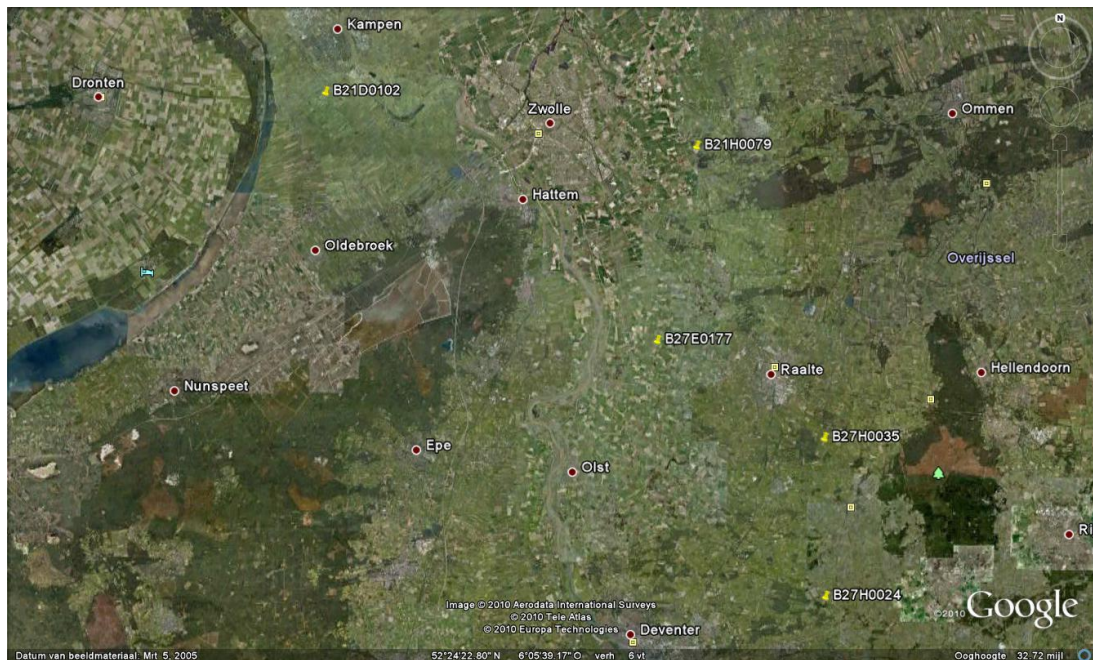 Kampen
Dronten
B21D0102
Zwolle
Ommen
B21H0079
Hattem
Oldebroek
Overijssel
B27E0177
Raalte
Hellendoorn
Nunspeet
B27H0035
Epe
Olst
Ri
B27H0024
Image © 2010 Aerodata International Surveys
© 2010 Tele Atlas
© 2010 Europa Technologies
Deventer
©2010 Google
N
Datum van beeldmateriaal: Mrt. 5, 2005 52°24'22.80" N 6°05'39.17" O verh 6 vt Ooghoogte 32.72 mijl